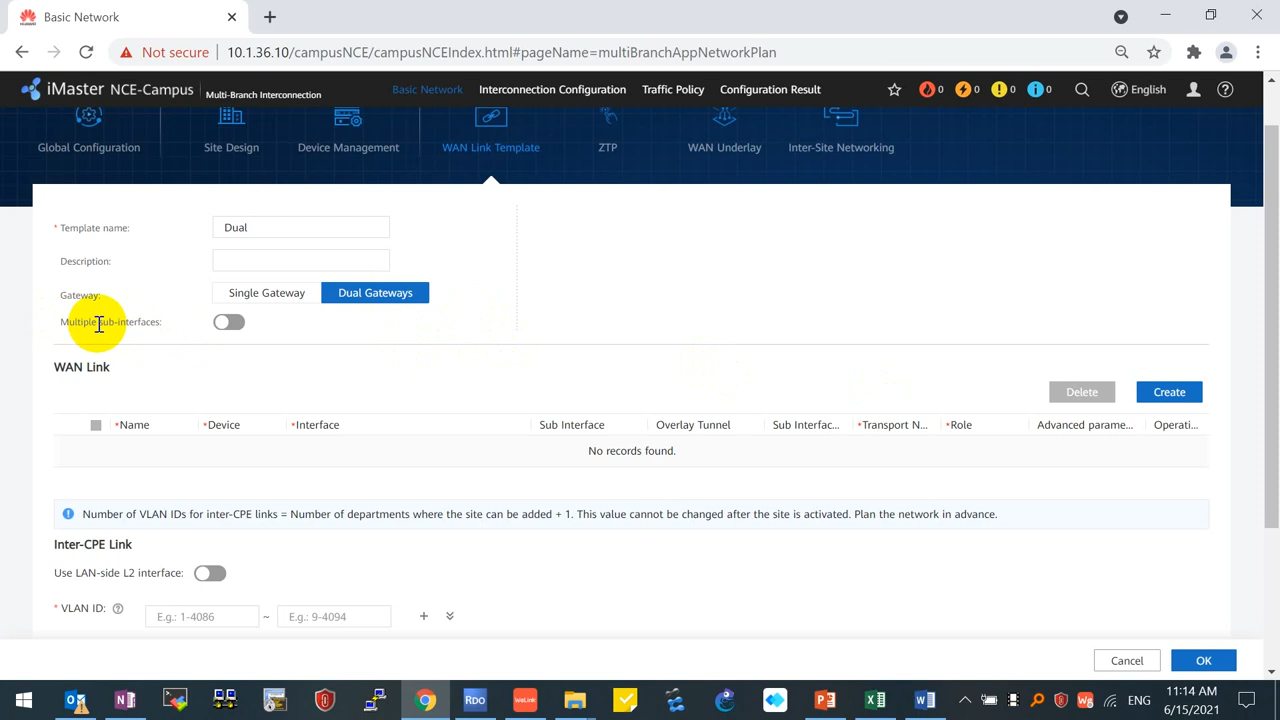 Basic Network
Not secure 10.1.36.10/campusNCE/campusNCEIndex.html#pageName=multiBranchAppNetworkPlan
iMaster NCE-Campus Multi-Branch Interconnection Basic Network Interconnection Configuration Traffic Policy Configuration Result 0 0 0 0 English
Global Configuration Site Design Device Management WAN Link Template ZTP WAN Underlay Inter-Site Networking
* Template name: Dual
Description:
Gateway: Single Gateway Dual Gateways
Multiple sub-interfaces:
WAN Link
Delete Create
*Name *Device *Interface Sub Interface Overlay Tunnel Sub Interfac... *Transport N... *Role Advanced parame... Operati...
No records found.
Number of VLAN IDs for inter-CPE links = Number of departments where the site can be added + 1. This value cannot be changed after the site is activated. Plan the network in advance.
Inter-CPE Link
Use LAN-side L2 interface:
* VLAN ID: E.g.: 1-4086 ~ E.g.: 9-4094
Cancel OK
RDO WeLink ENG 11:14 AM
6/15/2021